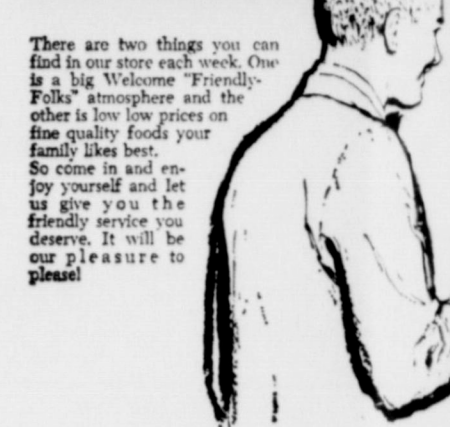 There are two things you can
find in our store each week. One
is a big Welcome "Friendly-
Folks" atmosphere and the
other is low low prices on
fine quality foods your
family likes best.
So come in and en-
joy yourself and let
us give you the
friendly service you
deserve. It will be
our pleasure to
please!